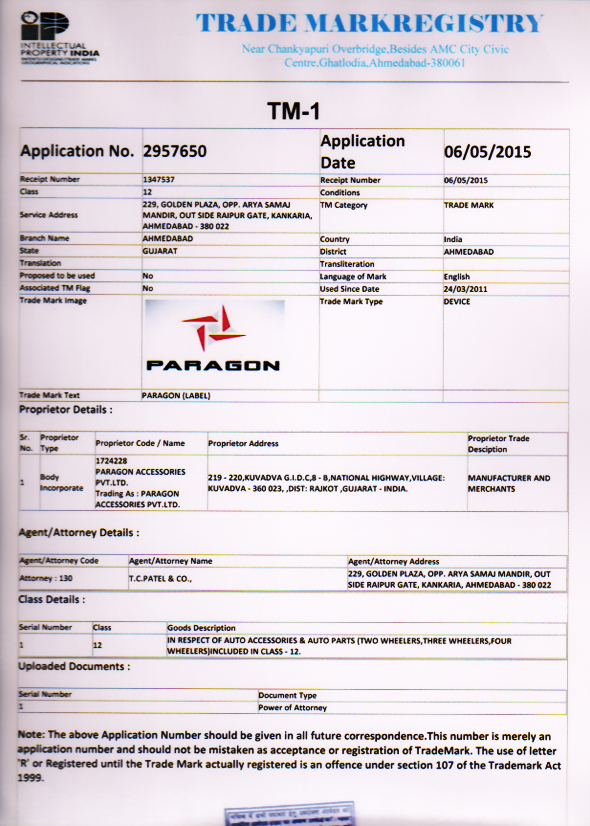 INTELLECTUAL
PROPERTY INDIA
TRADE MARKREGISTRY
Near Chankyapuri Overbridge,Besides AMC City Civic
Centre,Ghatlodia,Ahmedabad-380061
TM-1
Application No. 2957650 Application Date 06/05/2015
Receipt Number 1347537 Receipt Number 06/05/2015
Class 12 Conditions
Service Address 229, GOLDEN PLAZA, OPP. ARYA SAMAJ TM Category TRADE MARK
MANDIR, OUT SIDE RAIPUR GATE, KANKARIA,
AHMEDABAD - 380 022
Branch Name AHMEDABAD Country India
State GUJARAT District AHMEDABAD
Translation Transliteration
Proposed to be used No Language of Mark English
Associated TM Flag No Used Since Date 24/03/2011
Trade Mark Image Trade Mark Type DEVICE
PARAGON
Trade Mark Text PARAGON (LABEL)
Proprietor Details :
Sr. No. Proprietor Type Proprietor Code / Name Proprietor Address Proprietor Trade Desciption
1 Body Incorporate 1724228
PARAGON ACCESSORIES
PVT.LTD.
Trading As : PARAGON
ACCESSORIES PVT.LTD.
219 - 220,KUVADVA G.I.D.C,8 - B,NATIONAL HIGHWAY,VILLAGE:
KUVADVA - 360 023, ,DIST: RAJKOT ,GUJARAT - INDIA.
MANUFACTURER AND
MERCHANTS
Agent/Attorney Details :
Agent/Attorney Code Agent/Attorney Name Agent/Attorney Address
Attorney : 130 T.C.PATEL & CO., 229, GOLDEN PLAZA, OPP. ARYA SAMAJ MANDIR, OUT
SIDE RAIPUR GATE, KANKARIA, AHMEDABAD - 380 022
Class Details :
Serial Number Class Goods Description
1 12 IN RESPECT OF AUTO ACCESSORIES & AUTO PARTS (TWO WHEELERS,THREE WHEELERS,FOUR
WHEELERS)INCLUDED IN CLASS - 12.
Uploaded Documents :
Serial Number Document Type
1 Power of Attorney
Note: The above Application Number should be given in all future correspondence.This number is merely an
application number and should not be mistaken as acceptance or registration of TradeMark. The use of letter
'R' or Registered until the Trade Mark actually registered is an offence under section 107 of the Trademark Act
1999.